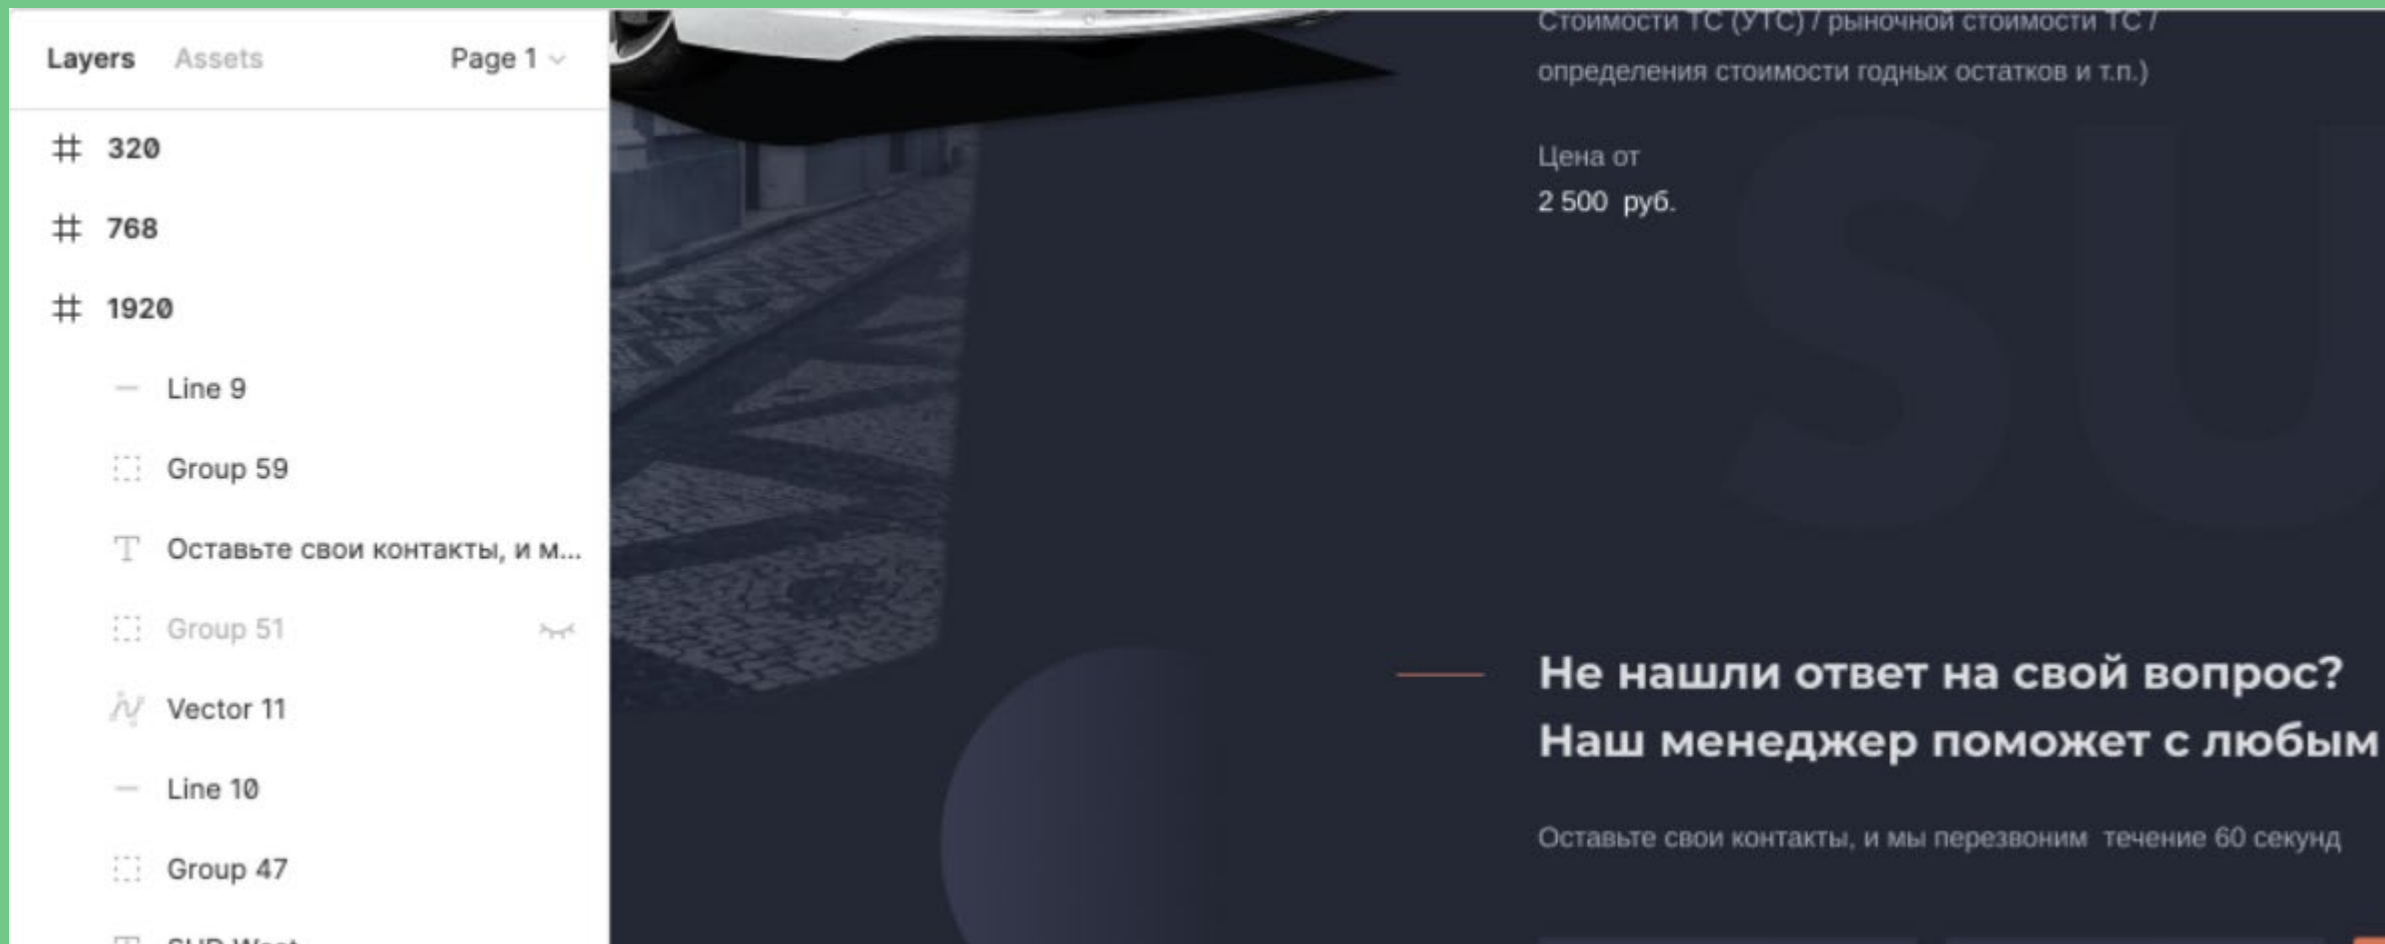 Layers Assets Page 1
320
768
1920
Line 9
Group 59
Оставьте свои контакты, и м...
Group 51
Vector 11
Line 10
Group 47
Стоимости ТС (УТС) / рыночной стоимости ТС /
определения стоимости годных остатков и т.п.)
Цена от
2 500 руб.
SU
Не нашли ответ на свой вопрос?
Наш менеджер поможет с любым
Оставьте свои контакты, и мы перезвоним течение 60 секунд